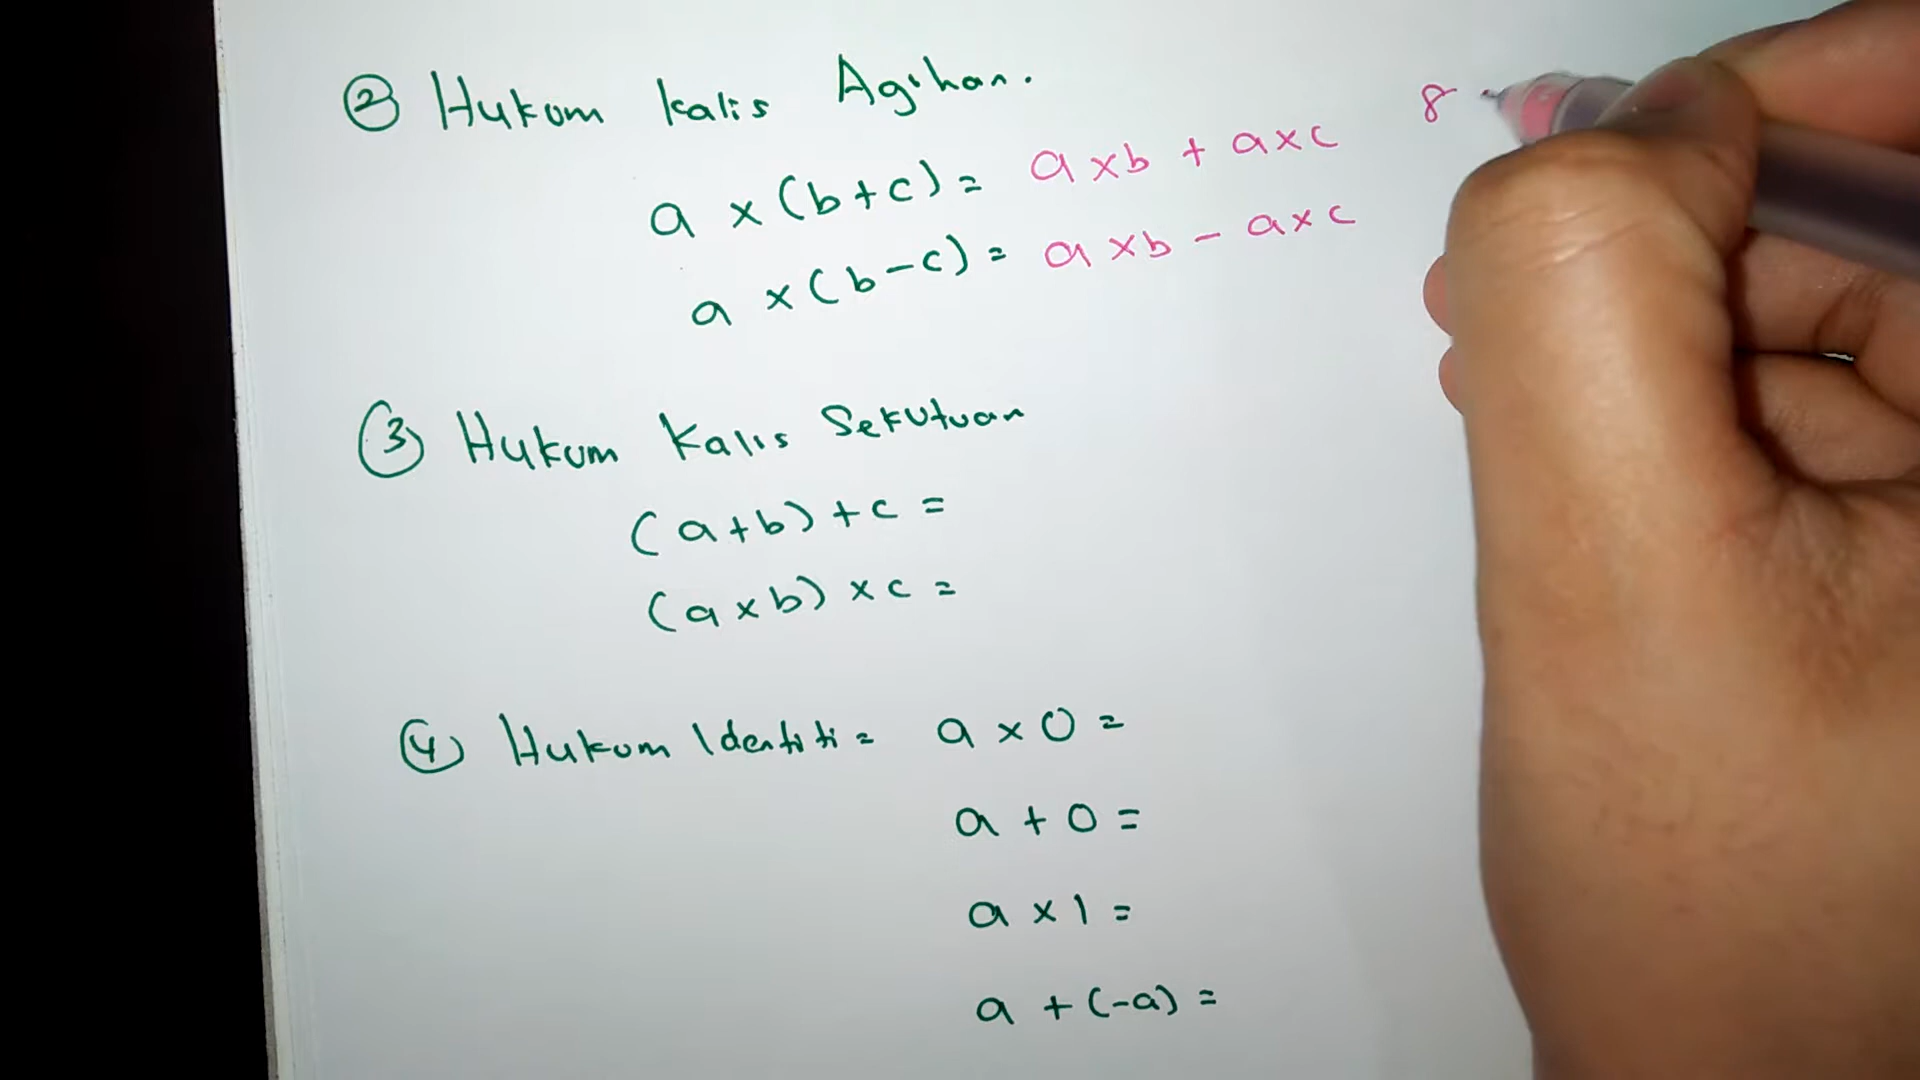 ② Hukum Kalis Agihan.
a × (b+c) = a×b + a×c 8
a × (b-c) = a×b - a×c
③ Hukum Kalis Sekutuan
(a+b) + c =
(a×b) × c =
④ Hukum Identiti = a × 0 =
a + 0 =
a × 1 =
a + (-a) =